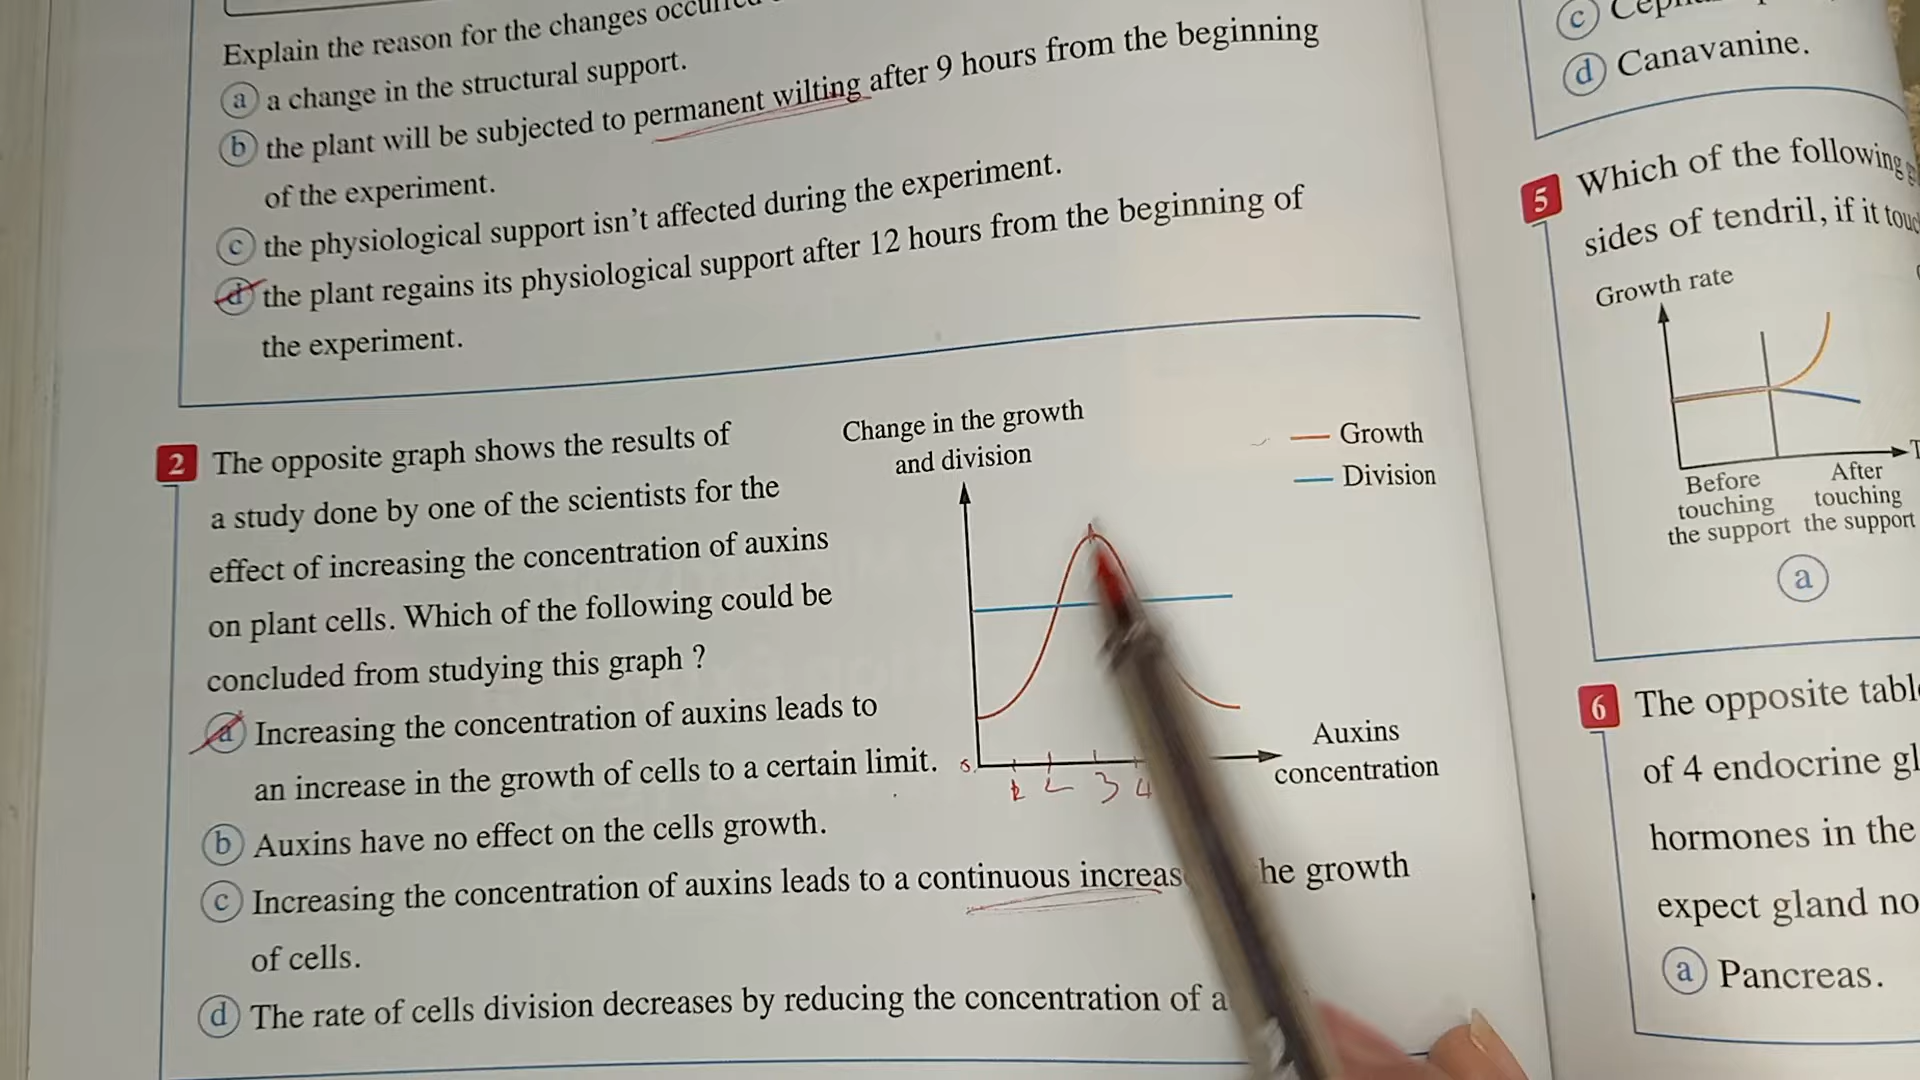 Explain the reason for the changes
a a change in the structural support.
b the plant will be subjected to permanent wilting after 9 hours from the beginning
of the experiment.
c the physiological support isn't affected during the experiment.
d the plant regains its physiological support after 12 hours from the beginning of
the experiment.
2 The opposite graph shows the results of
a study done by one of the scientists for the
effect of increasing the concentration of auxins
on plant cells. Which of the following could be
concluded from studying this graph ?
a Increasing the concentration of auxins leads to
an increase in the growth of cells to a certain limit.
b Auxins have no effect on the cells growth.
c Increasing the concentration of auxins leads to a continuous increas he growth
of cells.
d The rate of cells division decreases by reducing the concentration of a
Change in the growth
and division
Growth
Division
Auxins
concentration
3 4
c
d Canavanine.
5 Which of the following
sides of tendril, if it
Growth rate
Before
touching
the support
After
touching
the support
a
6 The opposite
of 4 endocrine
hormones in the
expect gland
a Pancreas.